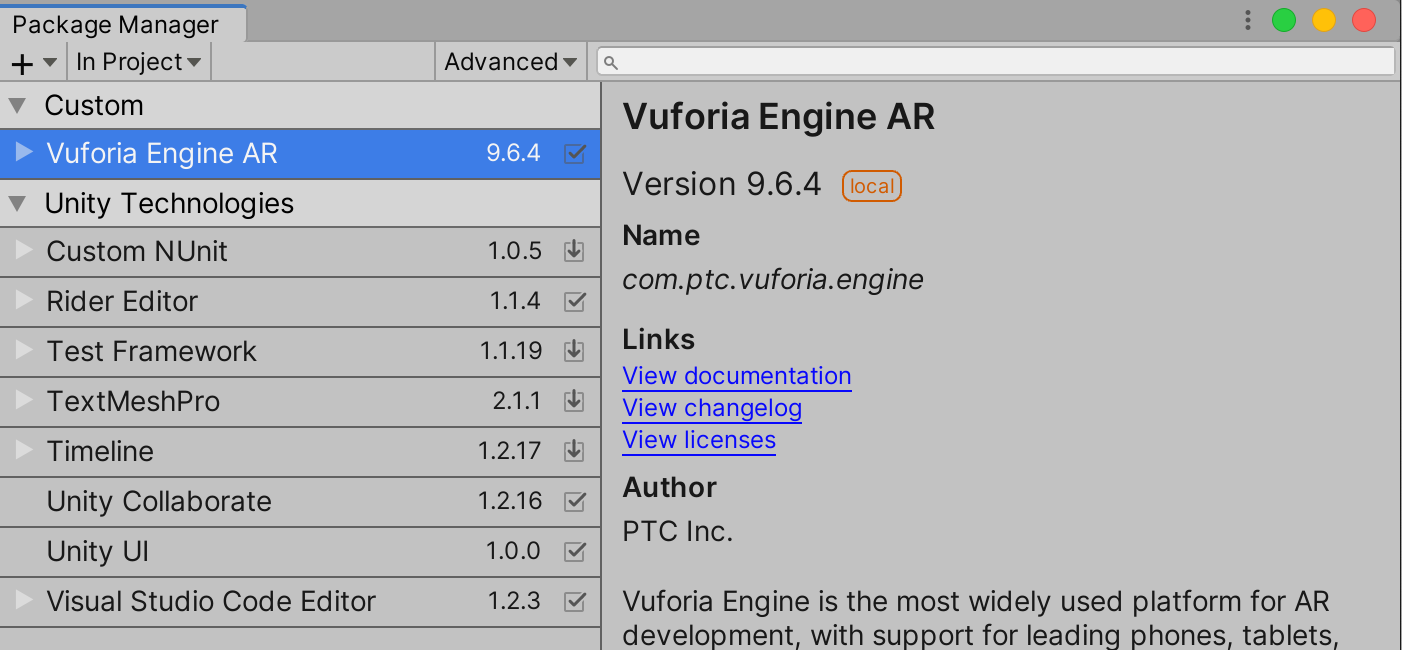 Package Manager
In Project
Advanced
Custom
Vuforia Engine AR 9.6.4
Unity Technologies
Custom NUnit 1.0.5
Rider Editor 1.1.4
Test Framework 1.1.19
TextMeshPro 2.1.1
Timeline 1.2.17
Unity Collaborate 1.2.16
Unity UI 1.0.0
Visual Studio Code Editor 1.2.3
Vuforia Engine AR
Version 9.6.4 local
Name
com.ptc.vuforia.engine
Links
View documentation
View changelog
View licenses
Author
PTC Inc.
Vuforia Engine is the most widely used platform for AR
development, with support for leading phones, tablets,